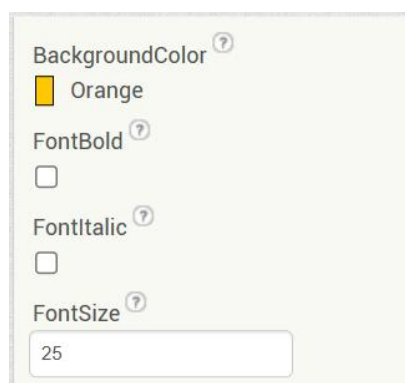 BackgroundColor ?
Orange
FontBold ?
FontItalic ?
FontSize ?
25